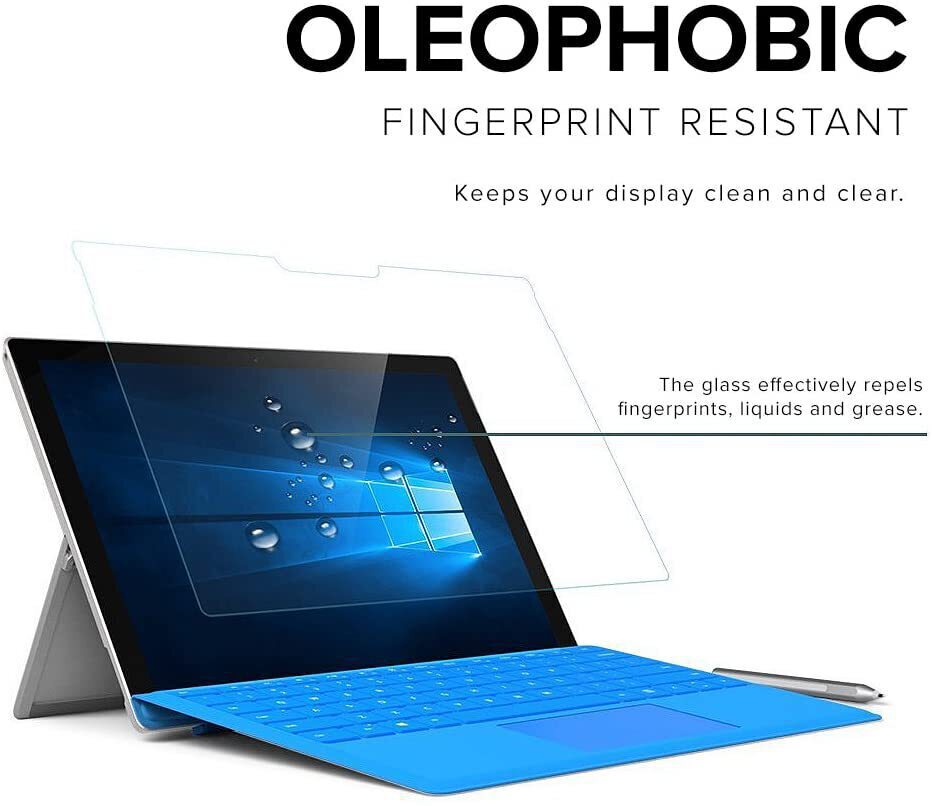 OLEOPHOBIC
FINGERPRINT RESISTANT
Keeps your display clean and clear.
The glass effectively repels
fingerprints, liquids and grease.